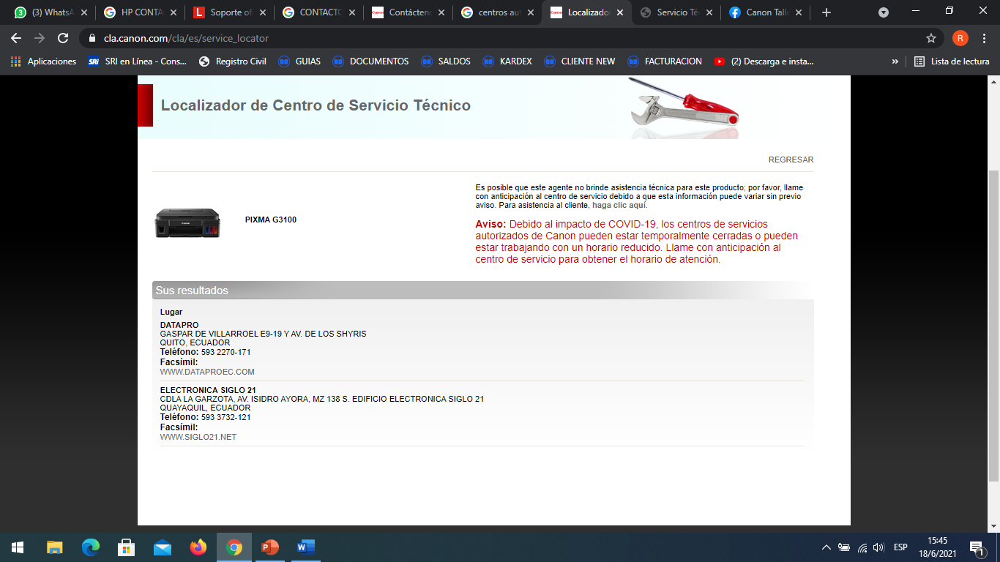 (3) WhatsA
HP CONTA
Soporte of
CONTACTO
Contácten
centros au
Localizado
Servicio Té
Canon Tall
cla.canon.com/cla/es/service_locator
R
Aplicaciones
SRI SRI en Línea - Cons...
Registro Civil
GUIAS
DOCUMENTOS
SALDOS
KARDEX
CLIENTE NEW
FACTURACION
(2) Descarga e insta...
»
Lista de lectura
Localizador de Centro de Servicio Técnico
REGRESAR
PIXMA G3100
Es posible que este agente no brinde asistencia técnica para este producto; por favor, llame
con anticipación al centro de servicio debido a que esta información puede variar sin previo
aviso. Para asistencia al cliente, haga clic aquí.
Aviso: Debido al impacto de COVID-19, los centros de servicios
autorizados de Canon pueden estar temporalmente cerradas o pueden
estar trabajando con un horario reducido. Llame con anticipación al
centro de servicio para obtener el horario de atención.
Sus resultados
Lugar
DATAPRO
GASPAR DE VILLARROEL E9-19 Y AV. DE LOS SHYRIS
QUITO, ECUADOR
Teléfono: 593 2270-171
Facsímil:
WWW.DATAPROEC.COM
ELECTRONICA SIGLO 21
CDLA LA GARZOTA, AV. ISIDRO AYORA, MZ 138 S. EDIFICIO ELECTRONICA SIGLO 21
QUAYAQUIL, ECUADOR
Teléfono: 593 3732-121
Facsímil:
WWW.SIGLO21.NET
ESP
15:45
18/6/2021
1